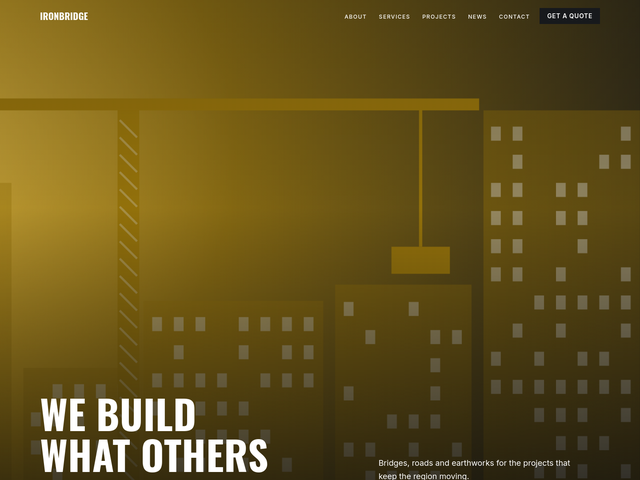 IRONBRIDGE
ABOUT SERVICES PROJECTS NEWS CONTACT GET A QUOTE
WE BUILD
WHAT OTHERS
Bridges, roads and earthworks for the projects that
keep the region moving.